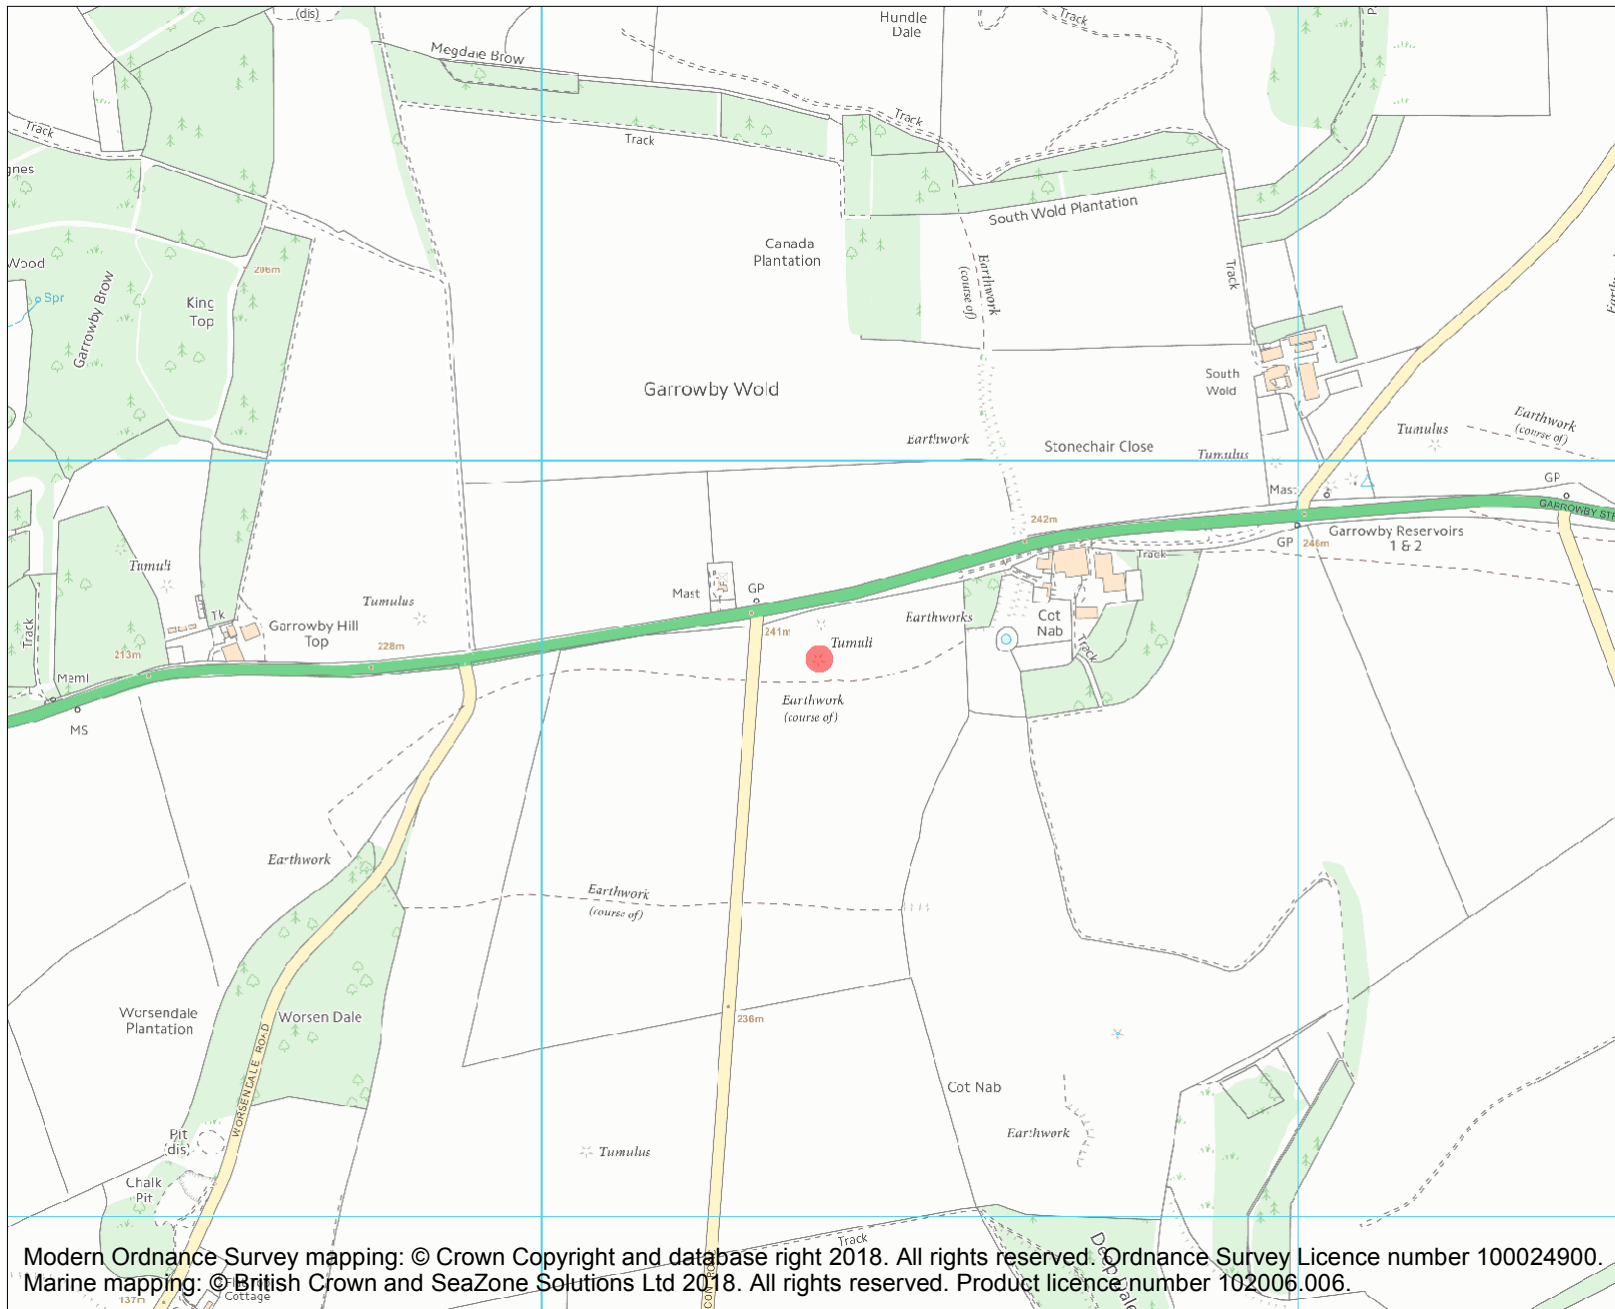 (dis)
Hundle
Dale
Track
Megdale Brow
Track
Track
Track
gnes
South Wold Plantation
Canada
Plantation
Earthwork
(course of)
Track
Wood
Spr
206m
Garrowby Brow
King
Top
Garrowby Wold
South
Wold
Earthwork
Stonechair Close
Tumulus
Tumulus
Earthwork
(course of)
Mast
GP
GARROWBY STR
242m
GP
246m
Garrowby Reservoirs
1 & 2
Track
Tumuli
Tumulus
Mast
GP
Earthworks
Cot
Nab
Track
Tk
Garrowby Hill
Top
Track
213m
228m
241m
Tumuli
Meml
MS
Earthwork
(course of)
Earthwork
Earthwork
(course of)
Worsendale
Plantation
Worsen Dale
WORSENDALE ROAD
236m
Cot Nab
Earthwork
Pit
(dis)
Tumulus
Chalk
Pit
Track
Deep Dale
Modern Ordnance Survey mapping: © Crown Copyright and database right 2018. All rights reserved. Ordnance Survey Licence number 100024900.
Marine mapping: © British Crown and SeaZone Solutions Ltd 2018. All rights reserved. Product licence number 102006.006.
Cottage
137m